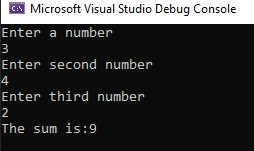 Microsoft Visual Studio Debug Console
Enter a number
3
Enter second number
4
Enter third number
2
The sum is:9